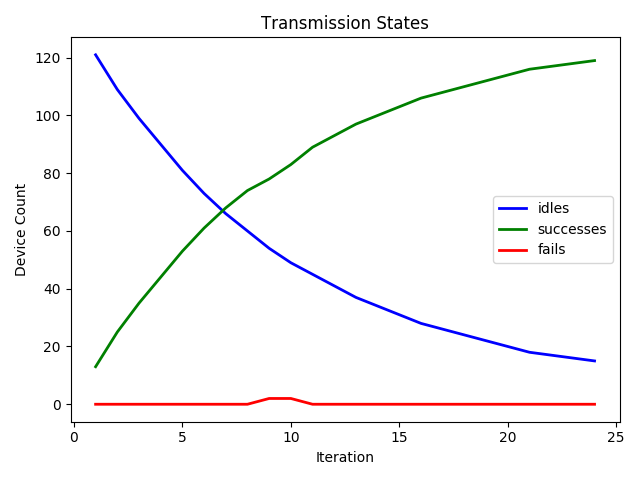 Transmission States
Device Count
120
100
80
60
40
20
0
idles
successes
fails
0 5 10 15 20 25
Iteration